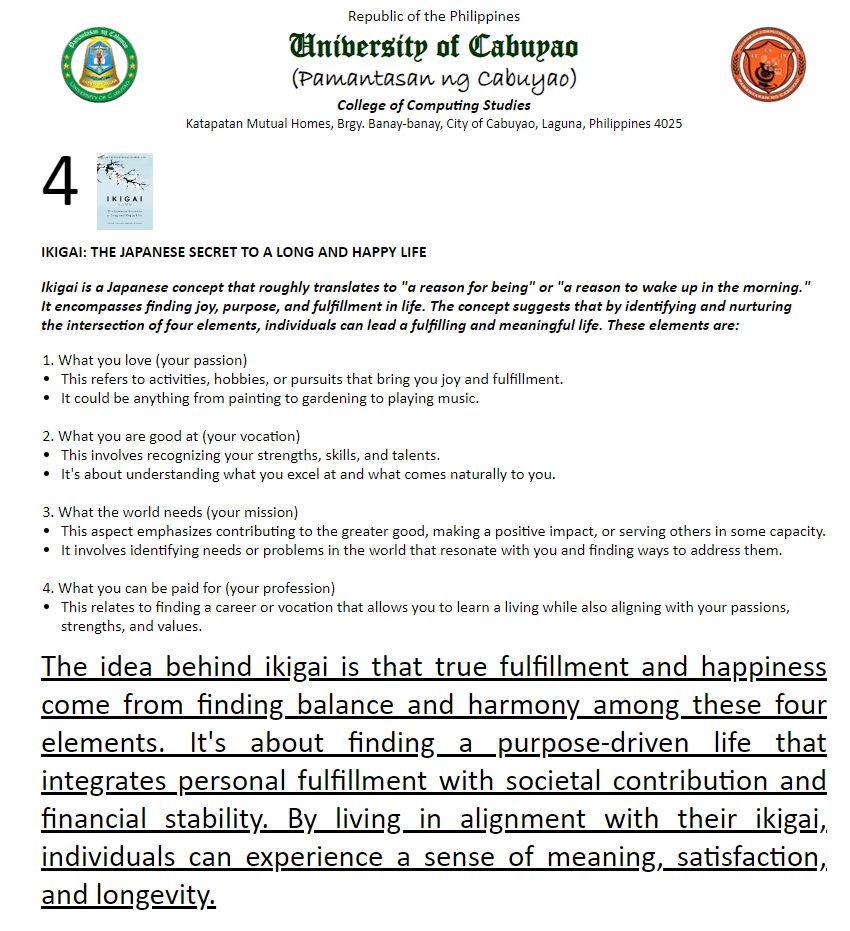 Republic of the Philippines
University of Cabuyao
(Pamantasan ng Cabuyao)
College of Computing Studies
Katapatan Mutual Homes, Brgy. Banay-banay, City of Cabuyao, Laguna, Philippines 4025
4
IKIGAI
IKIGAI: THE JAPANESE SECRET TO A LONG AND HAPPY LIFE
Ikigai is a Japanese concept that roughly translates to "a reason for being" or "a reason to wake up in the morning."
It encompasses finding joy, purpose, and fulfillment in life. The concept suggests that by identifying and nurturing
the intersection of four elements, individuals can lead a fulfilling and meaningful life. These elements are:
1. What you love (your passion)
• This refers to activities, hobbies, or pursuits that bring you joy and fulfillment.
• It could be anything from painting to gardening to playing music.
2. What you are good at (your vocation)
• This involves recognizing your strengths, skills, and talents.
• It's about understanding what you excel at and what comes naturally to you.
3. What the world needs (your mission)
• This aspect emphasizes contributing to the greater good, making a positive impact, or serving others in some capacity.
• It involves identifying needs or problems in the world that resonate with you and finding ways to address them.
4. What you can be paid for (your profession)
• This relates to finding a career or vocation that allows you to learn a living while also aligning with your passions,
strengths, and values.
The idea behind ikigai is that true fulfillment and happiness
come from finding balance and harmony among these four
elements. It's about finding a purpose-driven life that
integrates personal fulfillment with societal contribution and
financial stability. By living in alignment with their ikigai,
individuals can experience a sense of meaning, satisfaction,
and longevity.